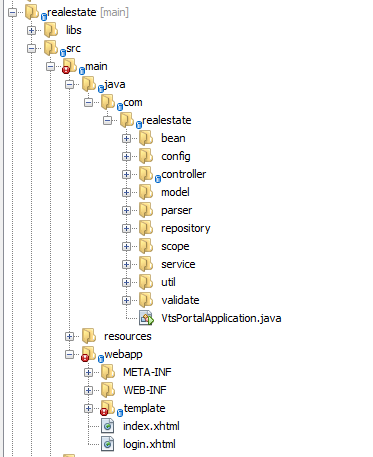 realestate [main]
libs
src
main
java
com
realestate
bean
config
controller
model
parser
repository
scope
service
util
validate
VtsPortalApplication.java
resources
webapp
META-INF
WEB-INF
template
index.xhtml
login.xhtml